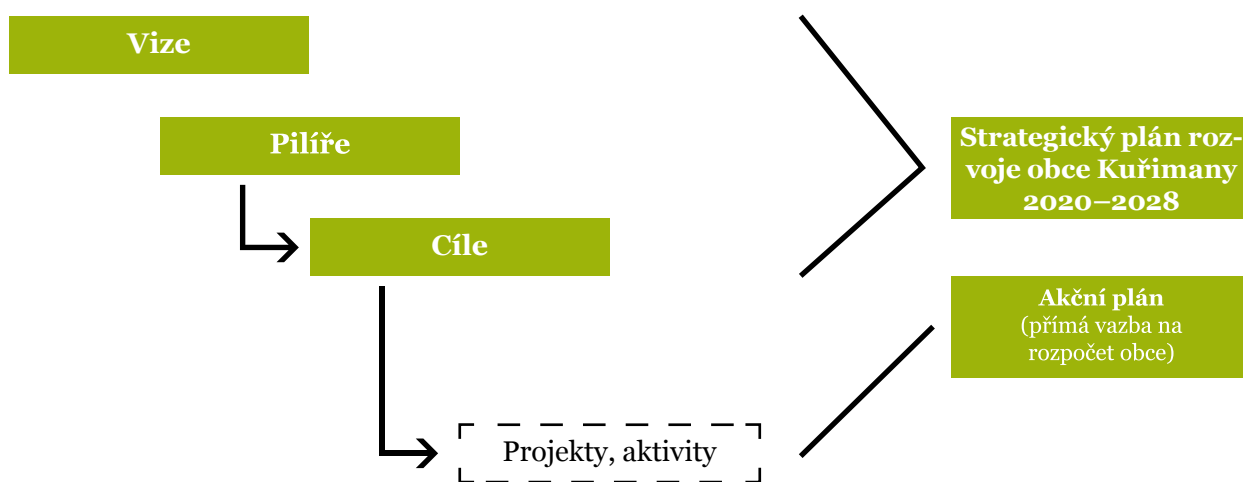 Vize
Pilíře
Strategický plán roz-
voje obce Kuřimany
2020–2028
Cíle
Akční plán
(přímá vazba na
rozpočet obce)
Projekty, aktivity